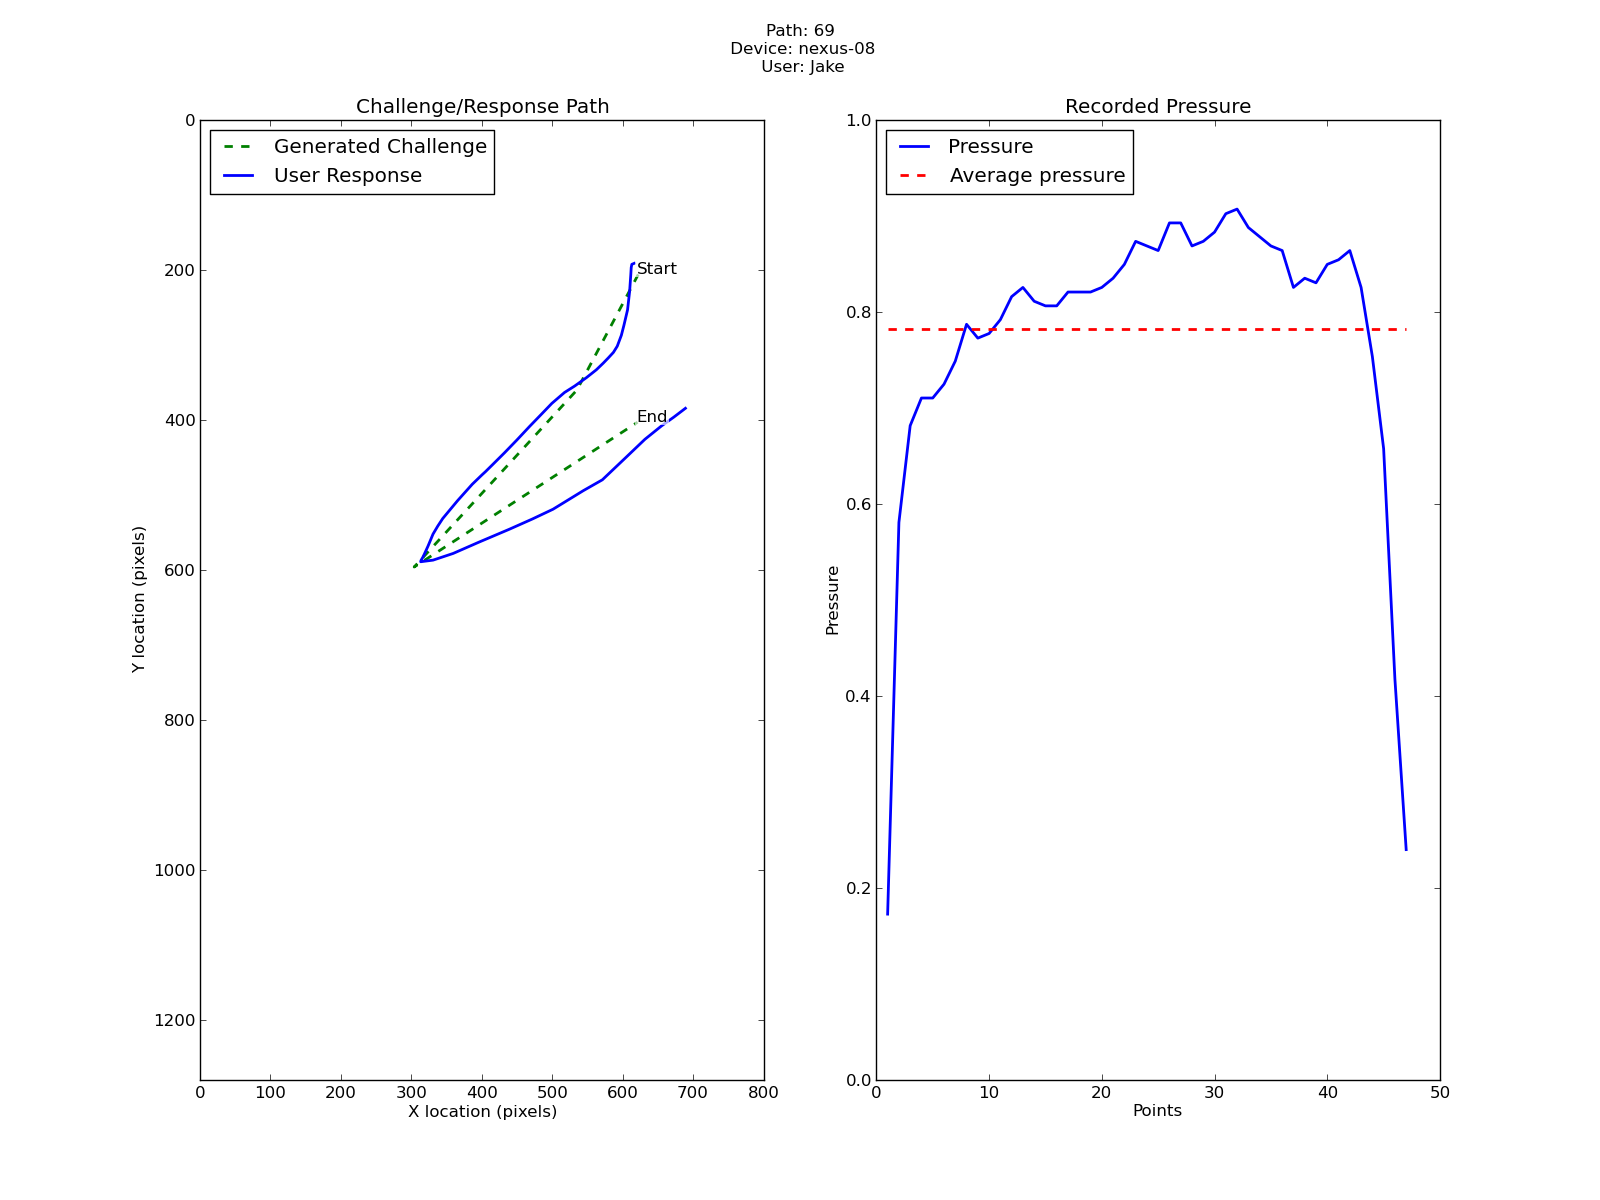 Path: 69
Device: nexus-08
User: Jake
Challenge/Response Path
Generated Challenge
User Response
Start
End
0
200
400
600
800
1000
1200
Y location (pixels)
0 100 200 300 400 500 600 700 800
X location (pixels)
Recorded Pressure
Pressure
Average pressure
1.0
0.8
0.6
0.4
0.2
0.0
Pressure
0 10 20 30 40 50
Points